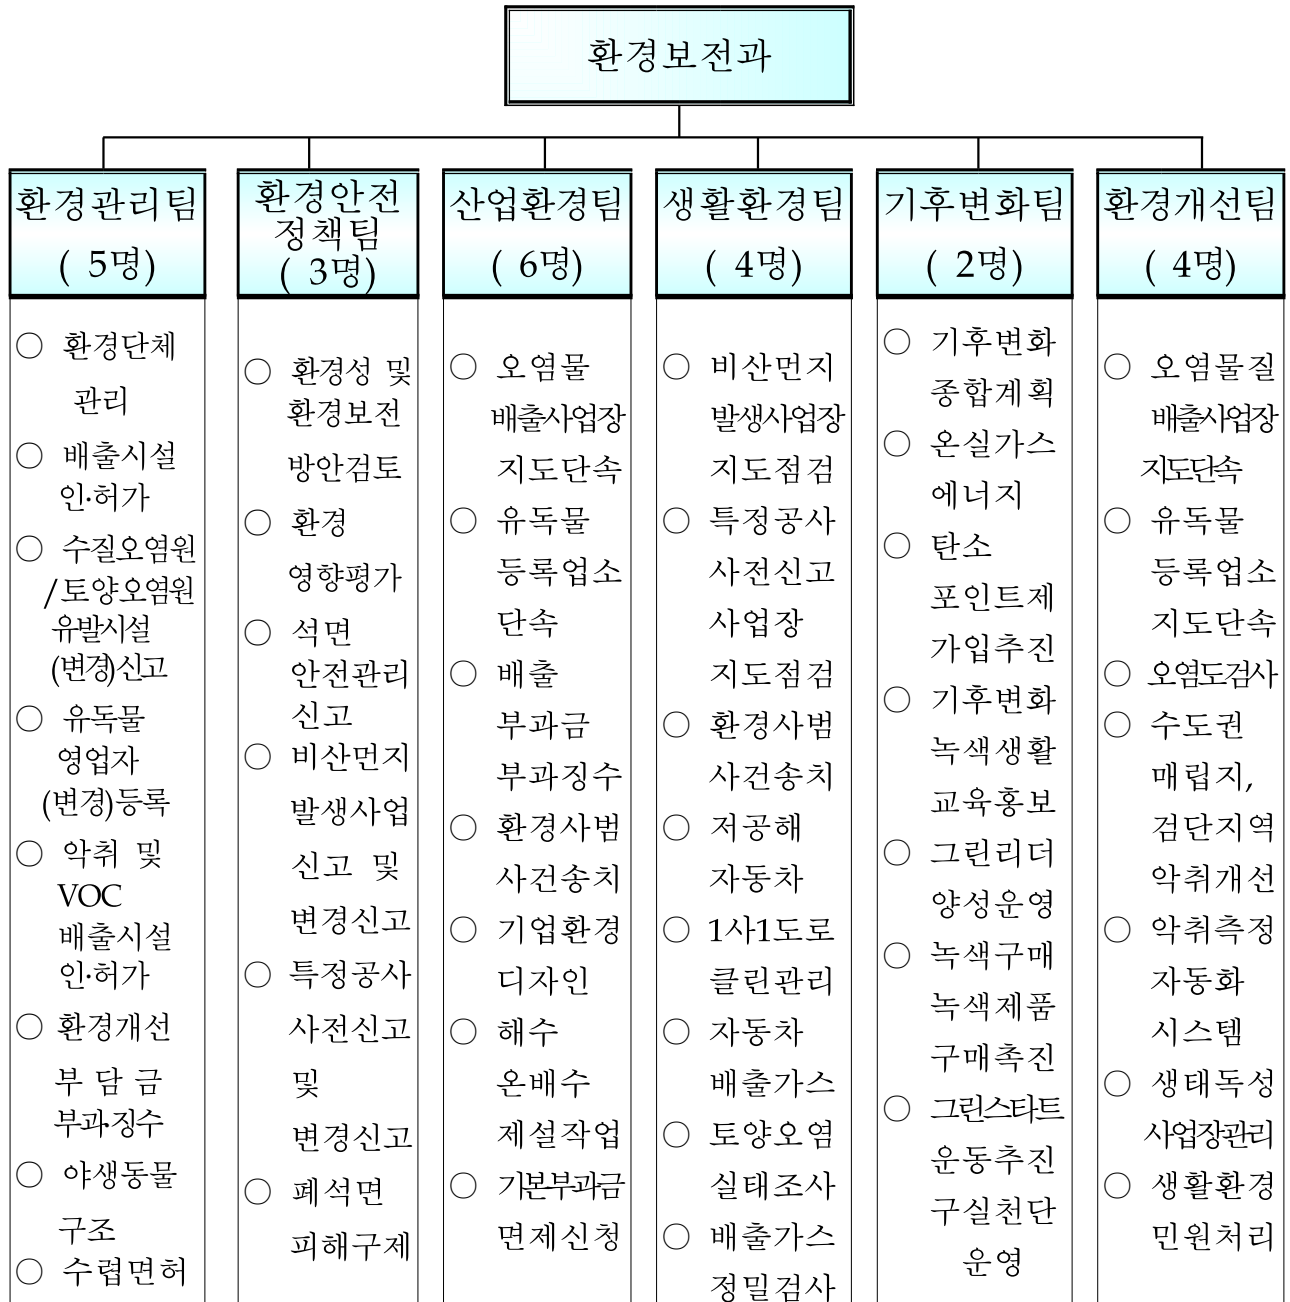 환경보전과
환경관리팀
( 5명)
○ 환경단체
관리
○ 배출시설
인·허가
○ 수질오염원
/토양오염원
유발시설
(변경)신고
○ 유독물
영업자
(변경)등록
○ 악취 및
VOC
배출시설
인·허가
○ 환경개선
부 담 금
부과·징수
○ 야생동물
구조
○ 수렵면허
환경안전
정책팀
( 3명)
○ 환경성 및
환경보전
방안검토
○ 환경
영향평가
○ 석면
안전관리
신고
○ 비산먼지
발생사업
신고 및
변경신고
○ 특정공사
사전신고
및
변경신고
○ 폐석면
피해구제
산업환경팀
( 6명)
○ 오염물
배출사업장
지도단속
○ 유독물
등록업소
단속
○ 배출
부과금
부과징수
○ 환경사범
사건송치
○ 기업환경
디자인
○ 해수
온배수
제설작업
○ 기본부과금
면제신청
생활환경팀
( 4명)
○ 비산먼지
발생사업장
지도점검
○ 특정공사
사전신고
사업장
지도점검
○ 환경사범
사건송치
○ 저공해
자동차
○ 1사1도로
클린관리
○ 자동차
배출가스
○ 토양오염
실태조사
○ 배출가스
정밀검사
기후변화팀
( 2명)
○ 기후변화
종합계획
○ 온실가스
에너지
○ 탄소
포인트제
가입추진
○ 기후변화
녹색생활
교육홍보
○ 그린리더
양성운영
○ 녹색구매
녹색제품
구매촉진
○ 그린스타트
운동추진
구실천단
운영
환경개선팀
( 4명)
○ 오염물질
배출사업장
지도단속
○ 유독물
등록업소
지도단속
○ 오염도검사
○ 수도권
매립지,
검단지역
악취개선
○ 악취측정
자동화
시스템
○ 생태독성
사업장관리
○ 생활환경
민원처리